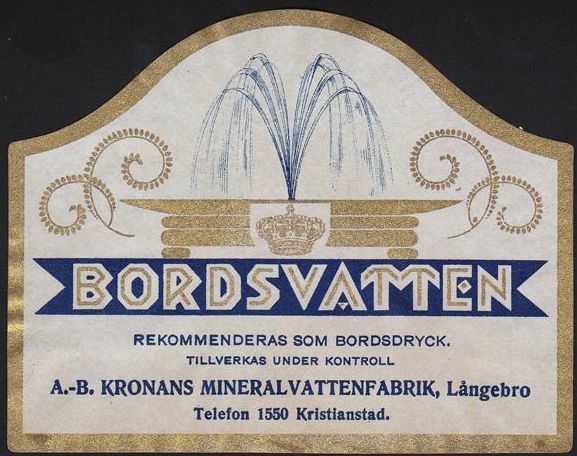 BORDSVATTEN
REKOMMENDERAS SOM BORDSDRYCK.
TILLVERKAS UNDER KONTROLL
A.-B. KRONANS MINERALVATTENFABRIK, Långebro
Telefon 1550 Kristianstad.